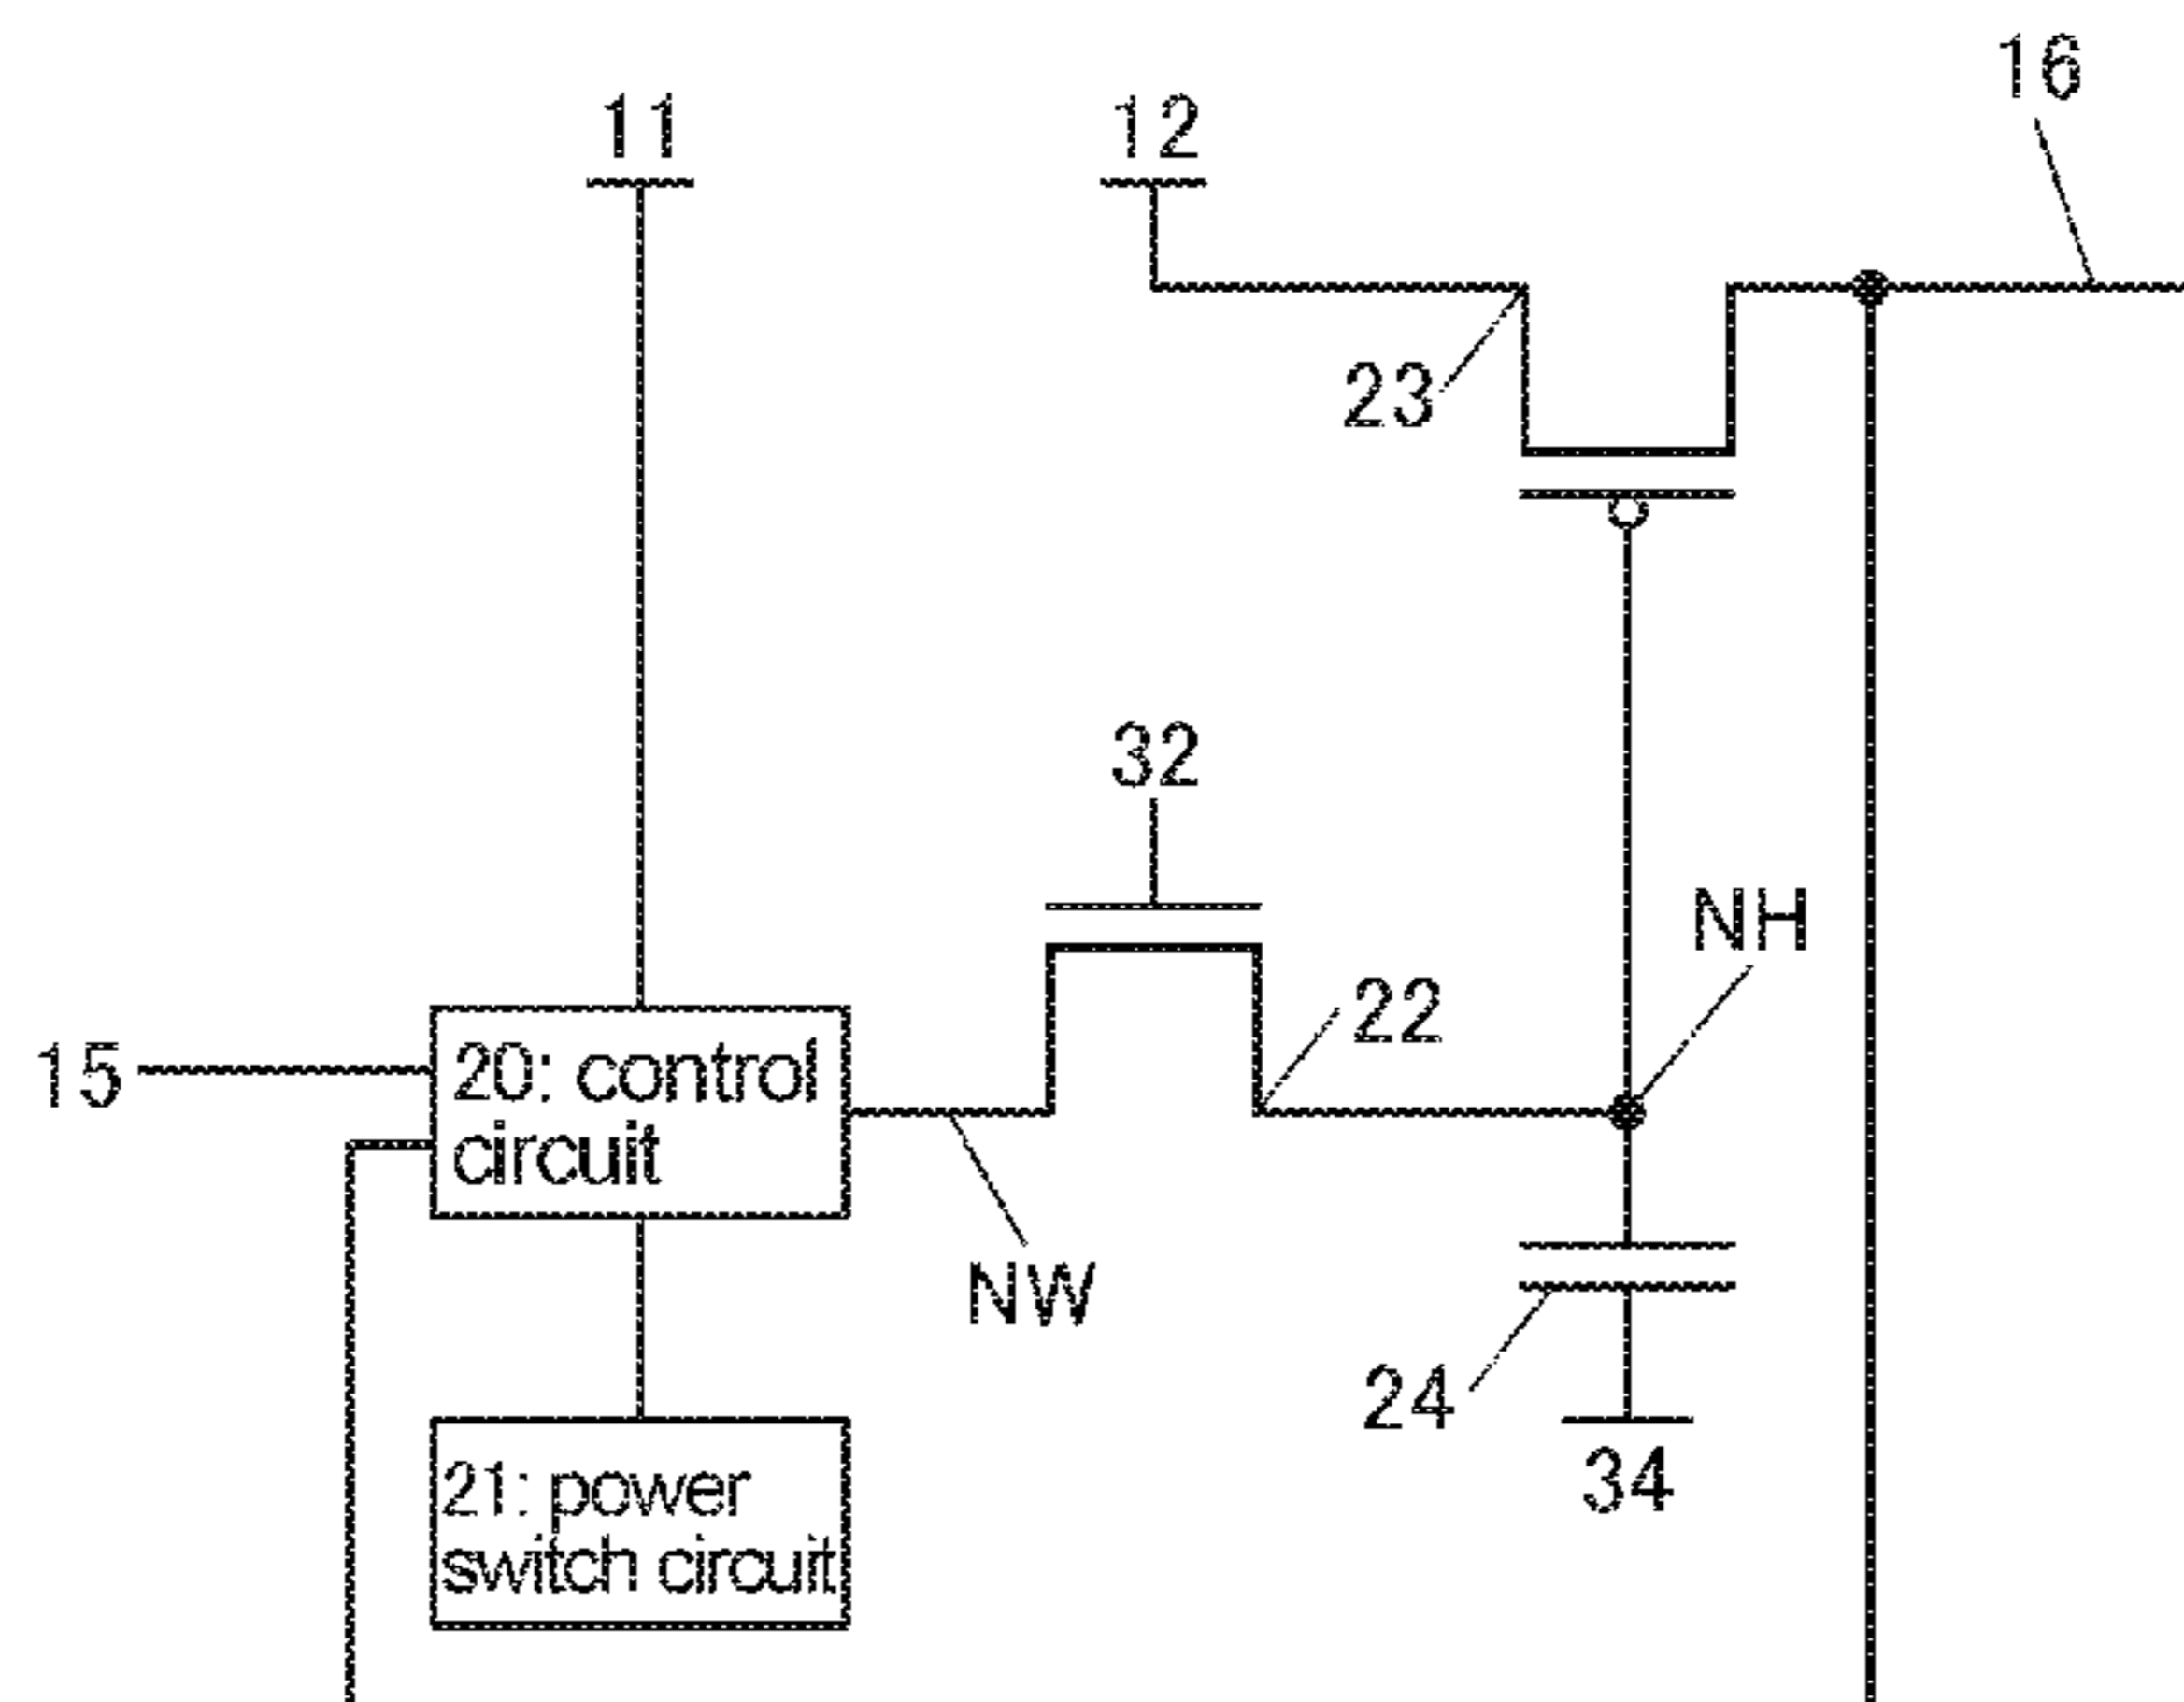 16
11
12
23
32
NH
22
15
20: control
circuit
NW
24
34
21: power
switch circuit